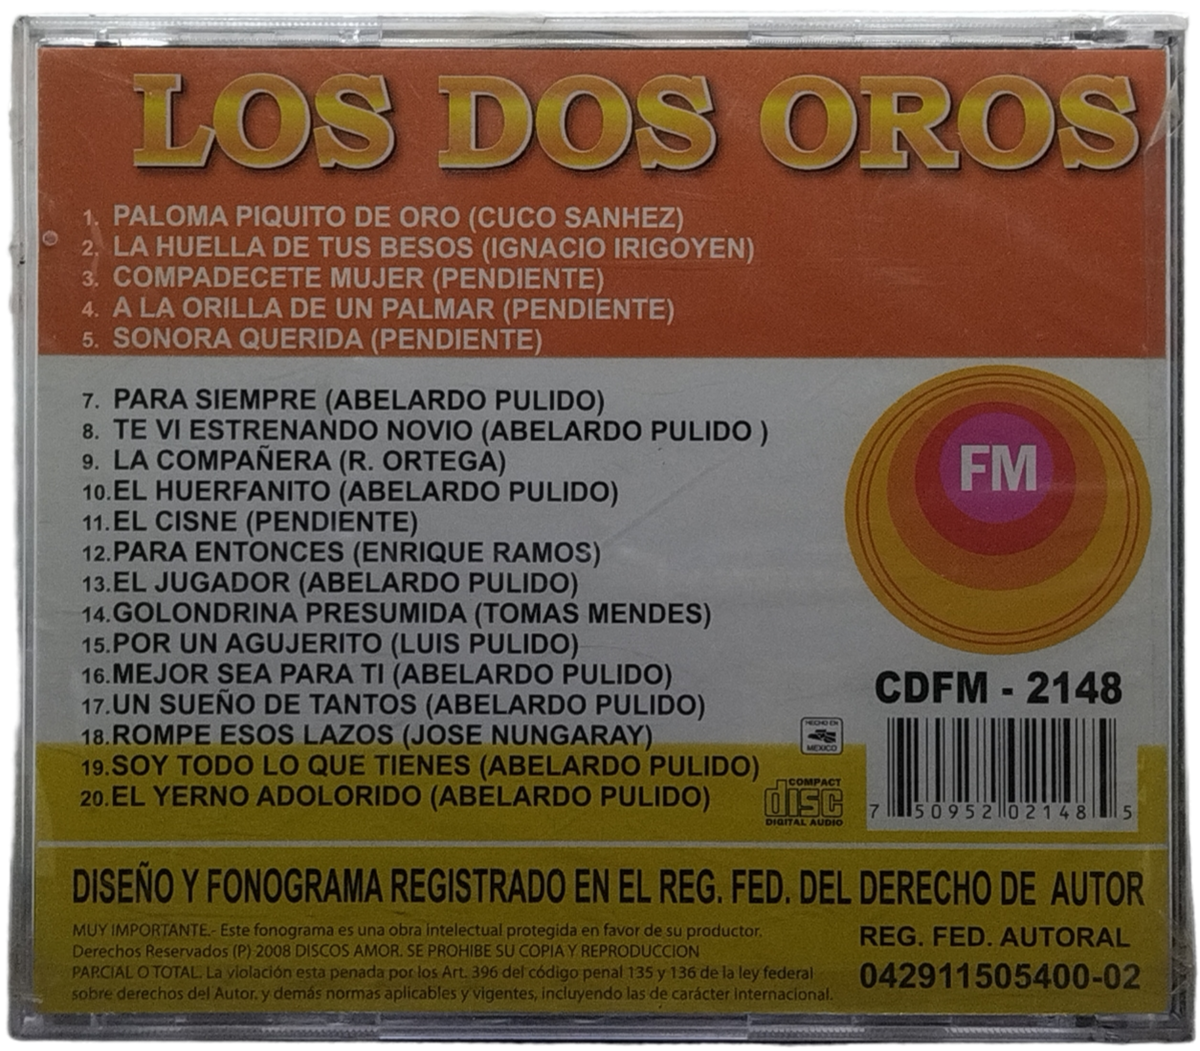 LOS DOS OROS
1. PALOMA PIQUITO DE ORO (CUCO SANHEZ)
2. LA HUELLA DE TUS BESOS (IGNACIO IRIGOYEN)
3. COMPADECETE MUJER (PENDIENTE)
4. A LA ORILLA DE UN PALMAR (PENDIENTE)
5. SONORA QUERIDA (PENDIENTE)
7. PARA SIEMPRE (ABELARDO PULIDO)
8. TE VI ESTRENANDO NOVIO (ABELARDO PULIDO )
9. LA COMPAÑERA (R. ORTEGA)
10.EL HUERFANITO (ABELARDO PULIDO)
11.EL CISNE (PENDIENTE)
12.PARA ENTONCES (ENRIQUE RAMOS)
13.EL JUGADOR (ABELARDO PULIDO)
14.GOLONDRINA PRESUMIDA (TOMAS MENDES)
15.POR UN AGUJERITO (LUIS PULIDO)
16.MEJOR SEA PARA TI (ABELARDO PULIDO)
17.UN SUEÑO DE TANTOS (ABELARDO PULIDO)
18.ROMPE ESOS LAZOS (JOSE NUNGARAY)
19.SOY TODO LO QUE TIENES (ABELARDO PULIDO)
20.EL YERNO ADOLORIDO (ABELARDO PULIDO)
FM
CDFM - 2148
HECHO EN
MEXICO
COMPACT
disc
DIGITAL AUDIO
7 50952 02148 5
DISEÑO Y FONOGRAMA REGISTRADO EN EL REG. FED. DEL DERECHO DE AUTOR
MUY IMPORTANTE.- Este fonograma es una obra intelectual protegida en favor de su productor.
Derechos Reservados (P) 2008 DISCOS AMOR. SE PROHIBE SU COPIA Y REPRODUCCION
PARCIAL O TOTAL. La violación esta penada por los Art. 396 del código penal 135 y 136 de la ley federal
sobre derechos del Autor. y demás normas aplicables y vigentes, incluyendo las de carácter Internacional.
REG. FED. AUTORAL
042911505400-02